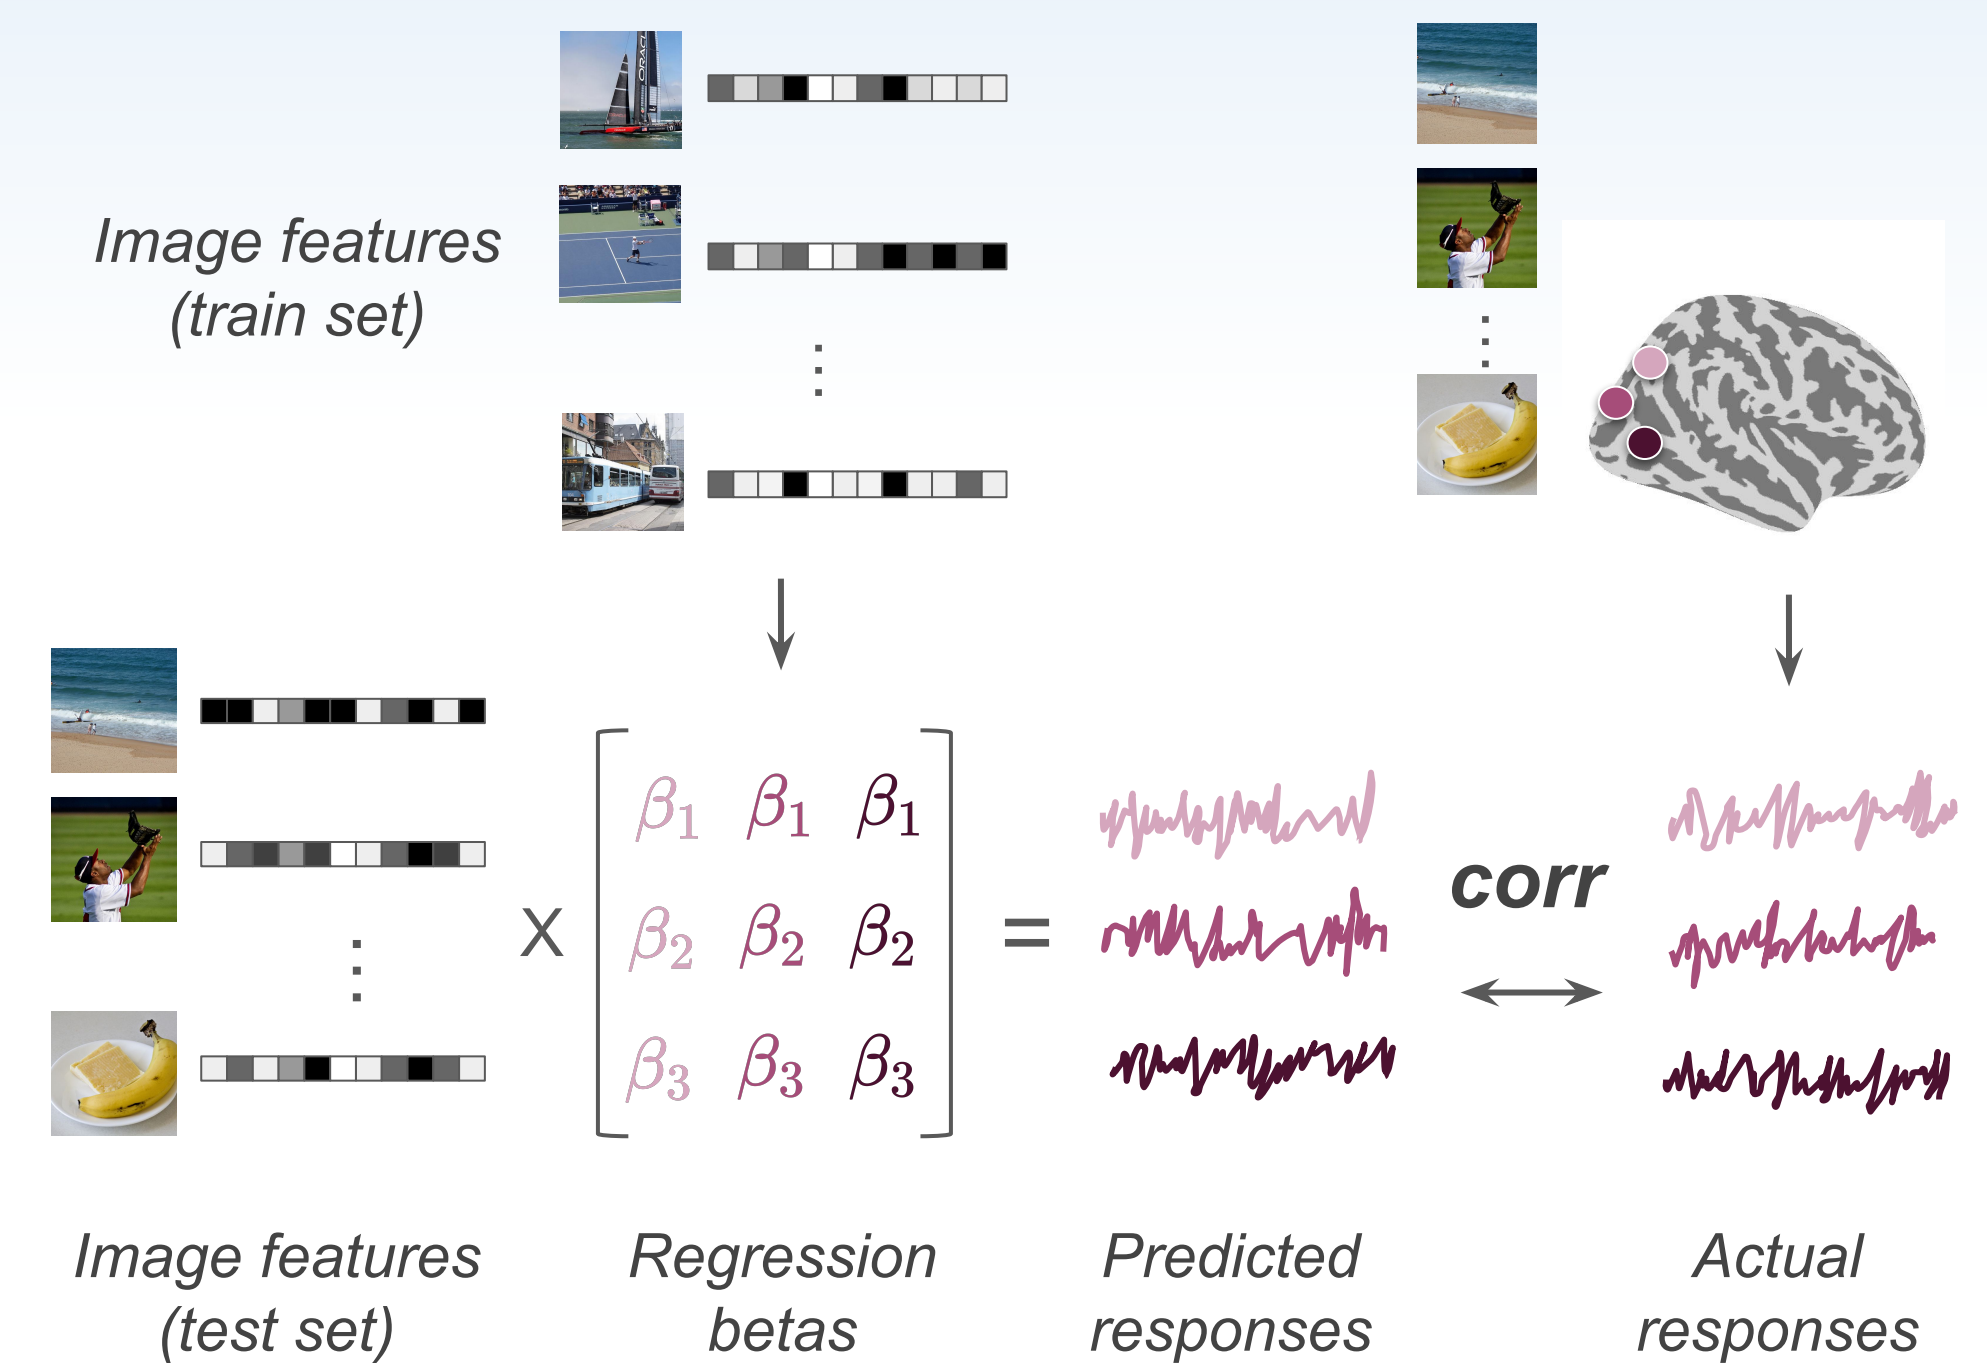 ORACL
Image features
(train set)
β1 β1 β1
β2 β2 β2
β3 β3 β3
X
=
corr
Image features
(test set)
Regression
betas
Predicted
responses
Actual
responses